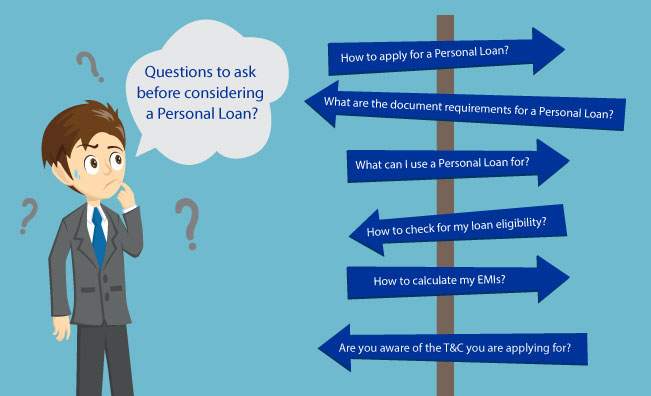 Questions to ask
before considering
a Personal Loan?
How to apply for a Personal Loan?
What are the document requirements for a Personal Loan?
What can I use a Personal Loan for?
How to check for my loan eligibility?
How to calculate my EMIs?
Are you aware of the T&C you are applying for?
? ? ?